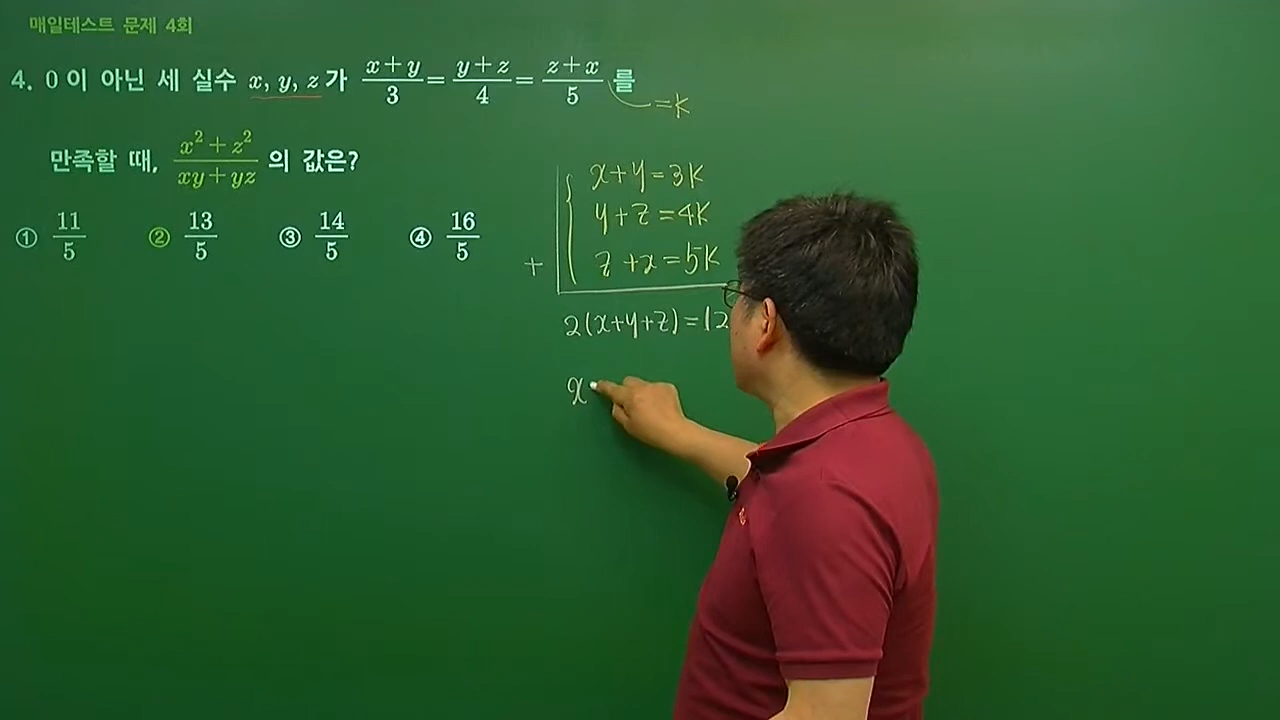 매일테스트 문제 4회
4. 0이 아닌 세 실수 x, y, z가 (x+y)/3 = (y+z)/4 = (z+x)/5 를
=k
만족할 때, (x²+z²)/(xy+yz) 의 값은?
① 11/5 ② 13/5 ③ 14/5 ④ 16/5
x+y=3k
y+z=4k
+ z+x=5k
2(x+y+z)=12
x